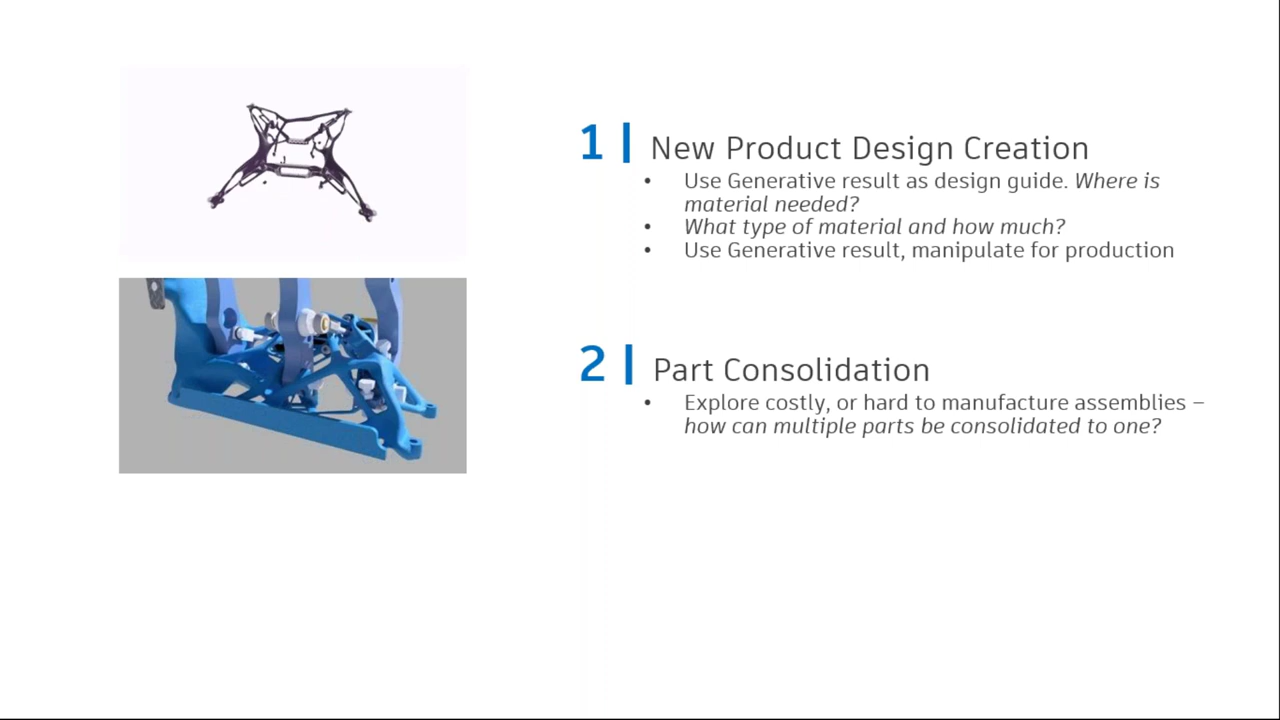 1 | New Product Design Creation
• Use Generative result as design guide. Where is
material needed?
• What type of material and how much?
• Use Generative result, manipulate for production
2 | Part Consolidation
• Explore costly, or hard to manufacture assemblies –
how can multiple parts be consolidated to one?